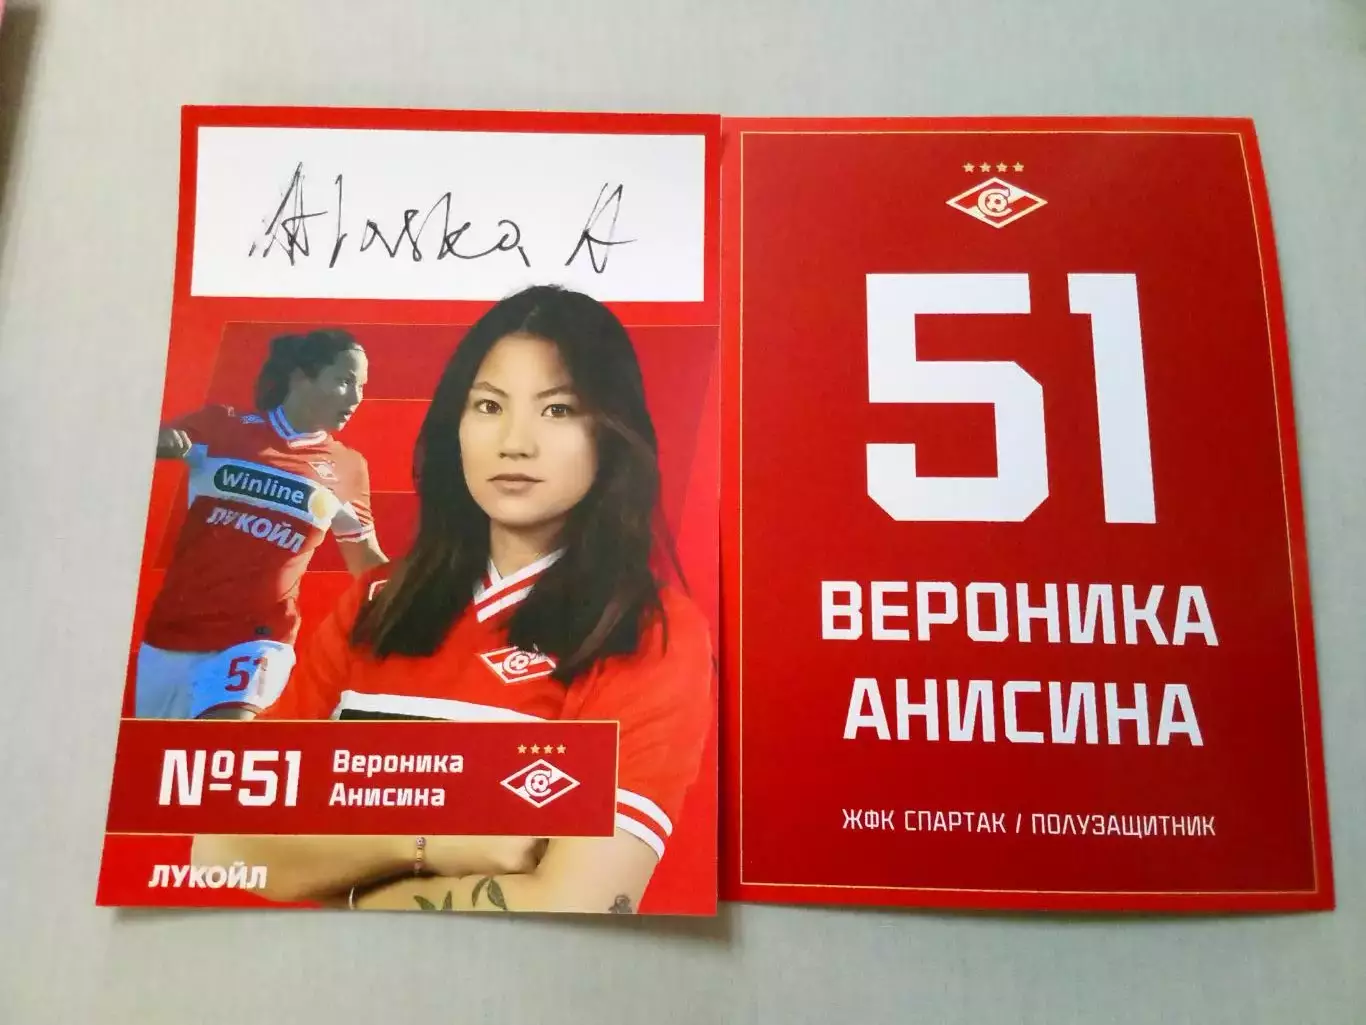 Alaska A
Winline
ЛУКОЙЛ
51
№51
Вероника
Анисина
ЛУКОЙЛ
51
ВЕРОНИКА
АНИСИНА
ЖФК СПАРТАК / ПОЛУЗАЩИТНИК